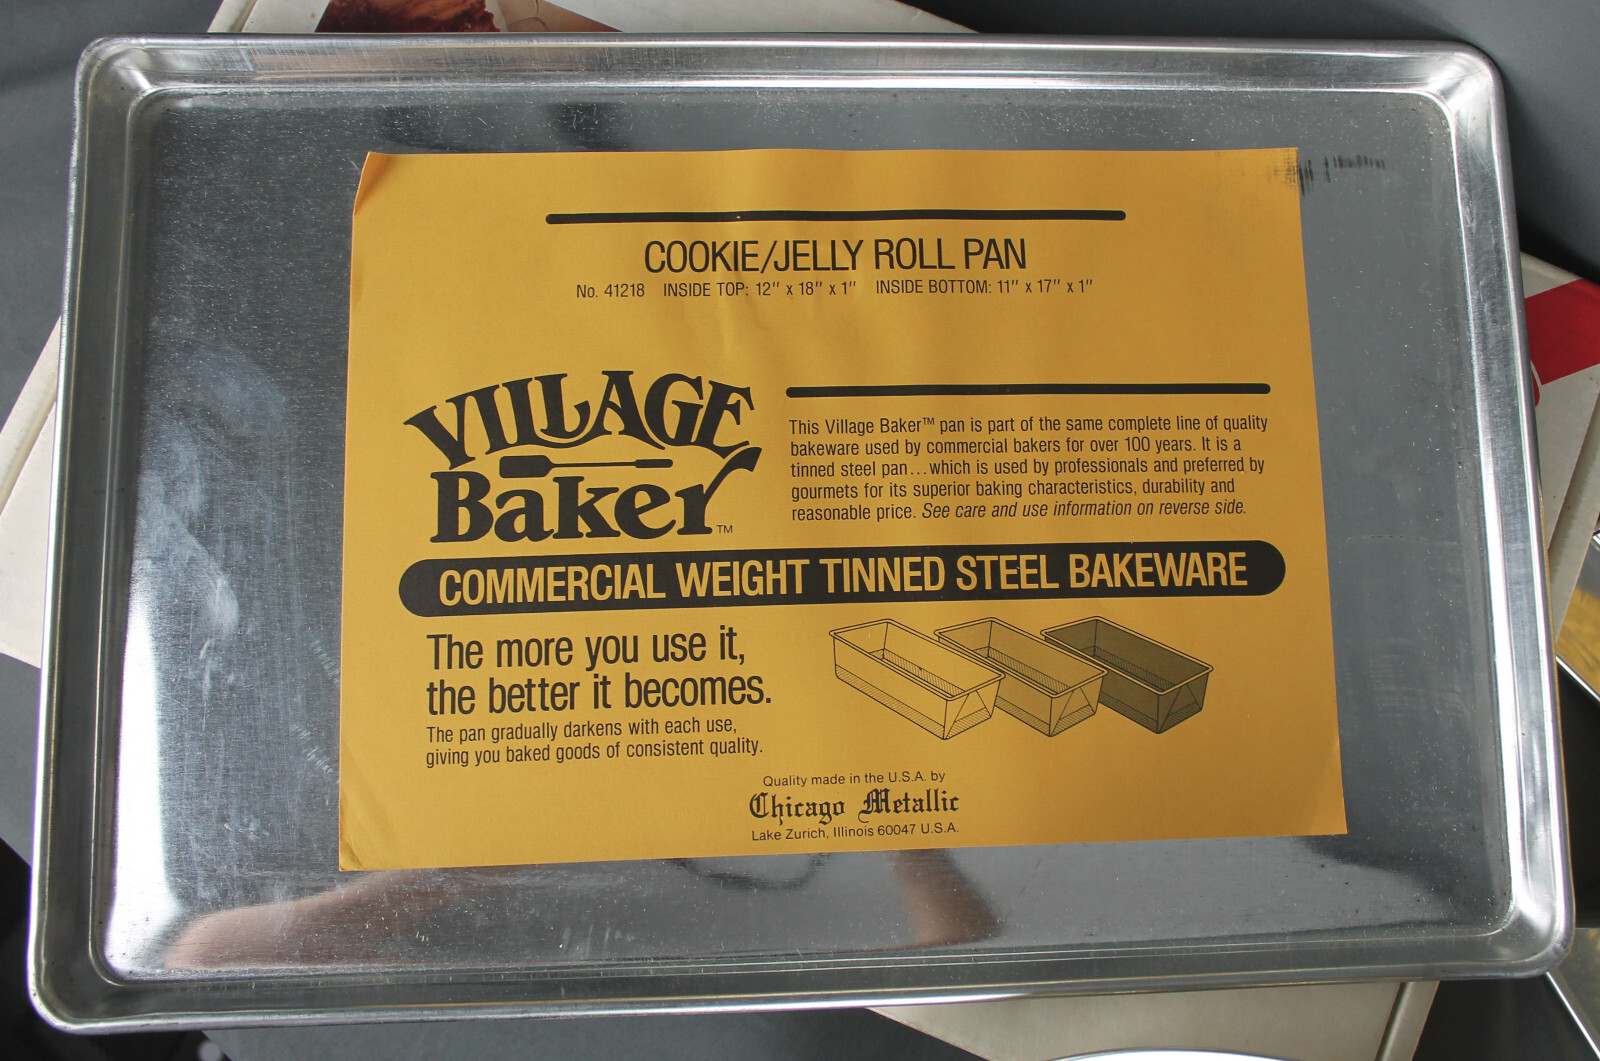 COOKIE/JELLY ROLL PAN
No. 41218 INSIDE TOP: 12" x 18" x 1" INSIDE BOTTOM: 11" x 17" x 1"
VILLAGE
Baker™
This Village Baker™ pan is part of the same complete line of quality
bakeware used by commercial bakers for over 100 years. It is a
tinned steel pan...which is used by professionals and preferred by
gourmets for its superior baking characteristics, durability and
reasonable price. See care and use information on reverse side.
COMMERCIAL WEIGHT TINNED STEEL BAKEWARE
The more you use it,
the better it becomes.
The pan gradually darkens with each use,
giving you baked goods of consistent quality.
Quality made in the U.S.A. by
Chicago Metallic
Lake Zurich, Illinois 60047 U.S.A.